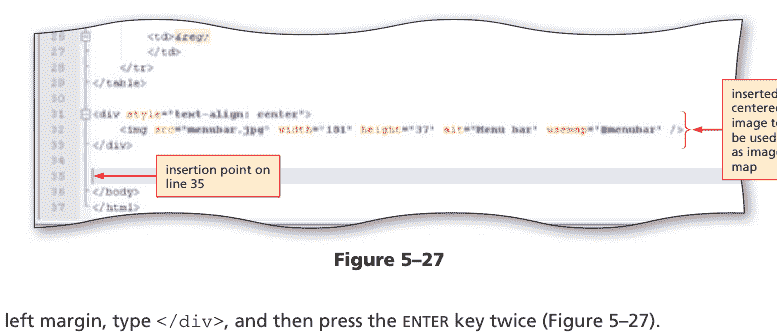 26 <td>&reg;
27 </td>
28 </tr>
29 </table>
30
31 <div style="text-align: center">
32 <img src="menubar.jpg" width="101" height="37" alt="Menu bar" usemap="#menubar" />
33 </div>
34
35
36 </body>
37 </html>
inserted
centered
image to
be used
as image
map
insertion point on
line 35
Figure 5–27
left margin, type </div>, and then press the ENTER key twice (Figure 5–27).